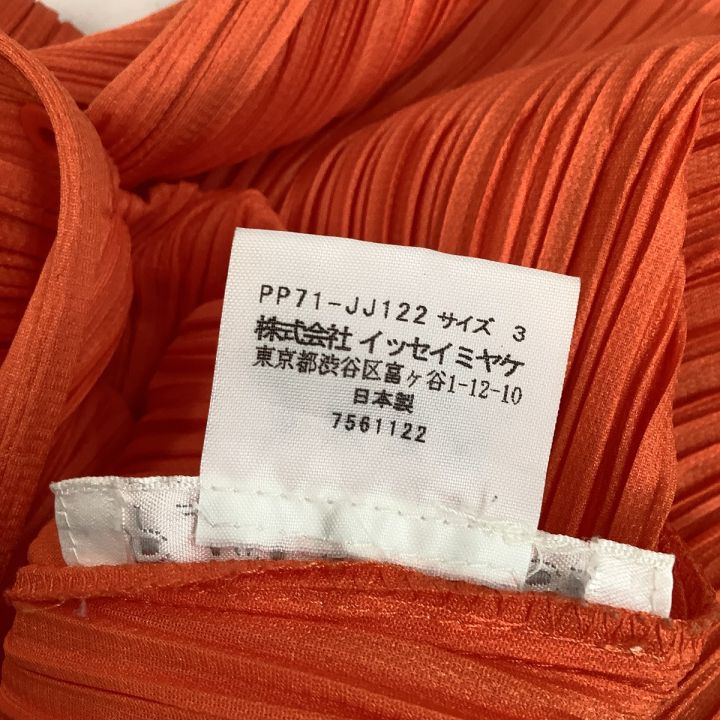 PP71-JJ122 サイズ 3
株式会社 イッセイミヤケ
東京都渋谷区富ヶ谷1-12-10
日本製
7561122